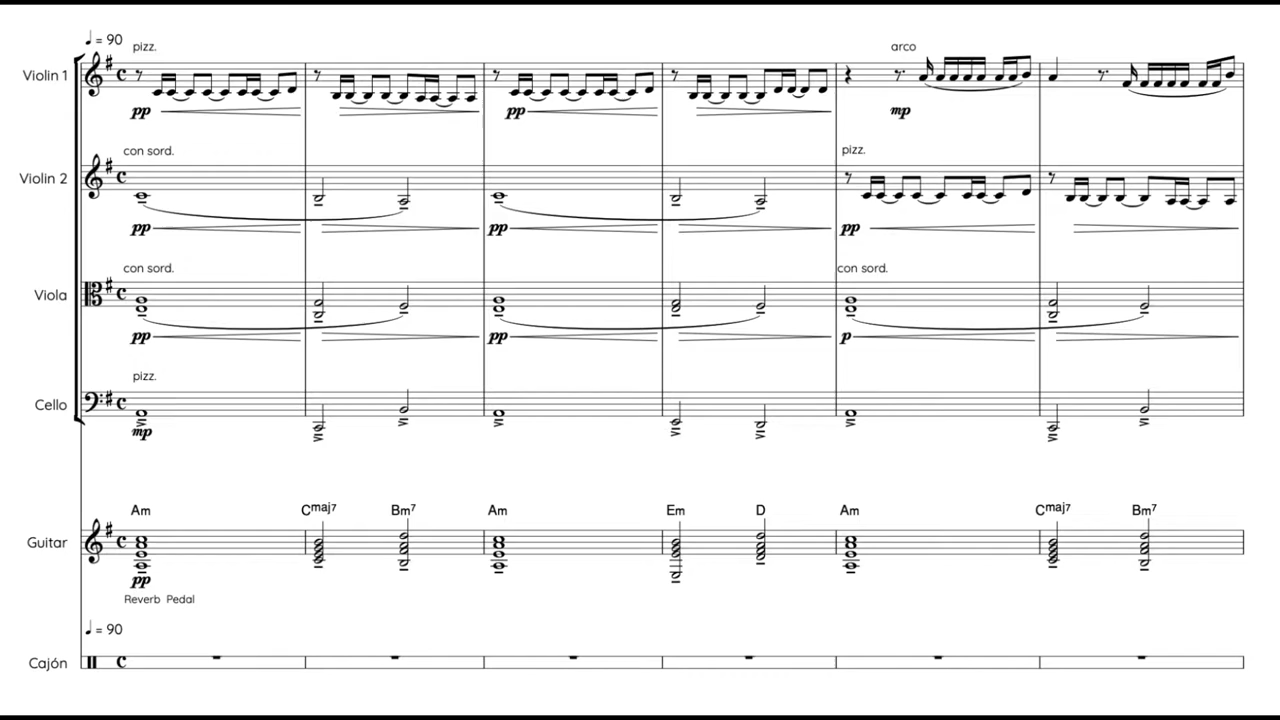 ♩ = 90
pizz.
arco
Violin 1
pp
pp
mp
con sord.
pizz.
Violin 2
pp
pp
pp
con sord.
con sord.
Viola
pp
pp
p
pizz.
Cello
mp
Am Cmaj7 Bm7 Am Em D Am Cmaj7 Bm7
Guitar
pp
Reverb Pedal
♩ = 90
Cajón